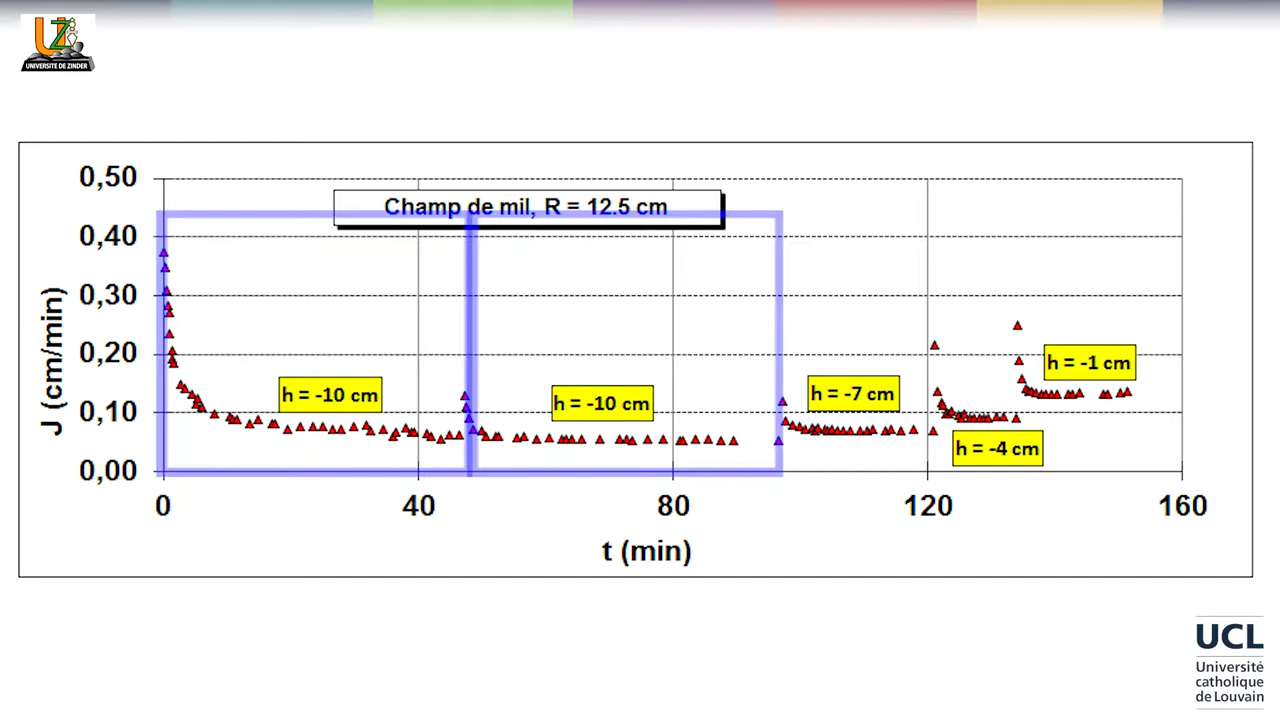 UZ
UNIVERSITE DE ZINDER
Champ de mil, R = 12.5 cm
0,50
0,40
0,30
0,20
0,10
0,00
J (cm/min)
h = -10 cm
h = -10 cm
h = -7 cm
h = -4 cm
h = -1 cm
0 40 80 120 160
t (min)
UCL
Université
catholique
de Louvain